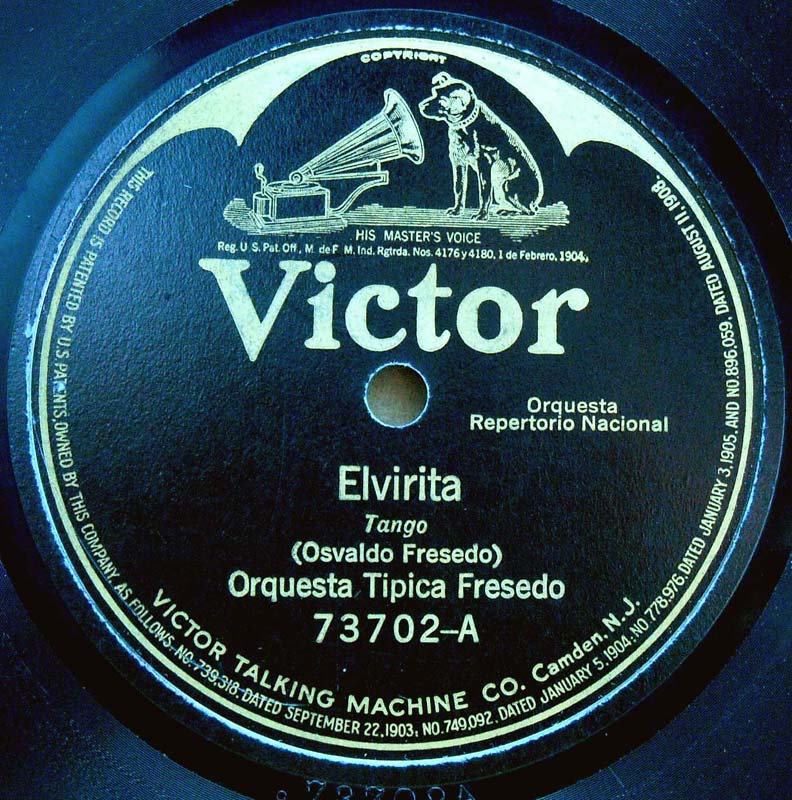 COPYRIGHT
HIS MASTER'S VOICE
Reg. U S. Pat. Off, M de F M. Ind. Rgtrda. Nos. 4176 y 4180, 1 de Febrero, 1904,
Victor
Orquesta
Repertorio Nacional
Elvirita
Tango
(Osvaldo Fresedo)
Orquesta Tipica Fresedo
73702-A
VICTOR TALKING MACHINE CO. Camden, N.J.
THIS RECORD IS PATENTED BY U.S. PATENTS, OWNED BY THIS COMPANY, AS FOLLOWS: NO. 739,318, DATED SEPTEMBER 22, 1903; NO. 749,092, DATED JANUARY 5, 1904; NO. 778,976, DATED JANUARY 3, 1905, AND NO. 896,059, DATED AUGUST 11, 1908.